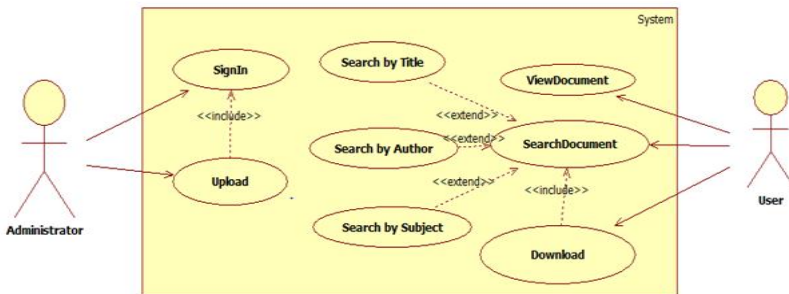 System
Search by Title
SignIn
ViewDocument
<<include>>
<<extend>>
<<extend>>
Search by Author
SearchDocument
Upload
<<extend>>
<<include>>
User
Search by Subject
Administrator
Download